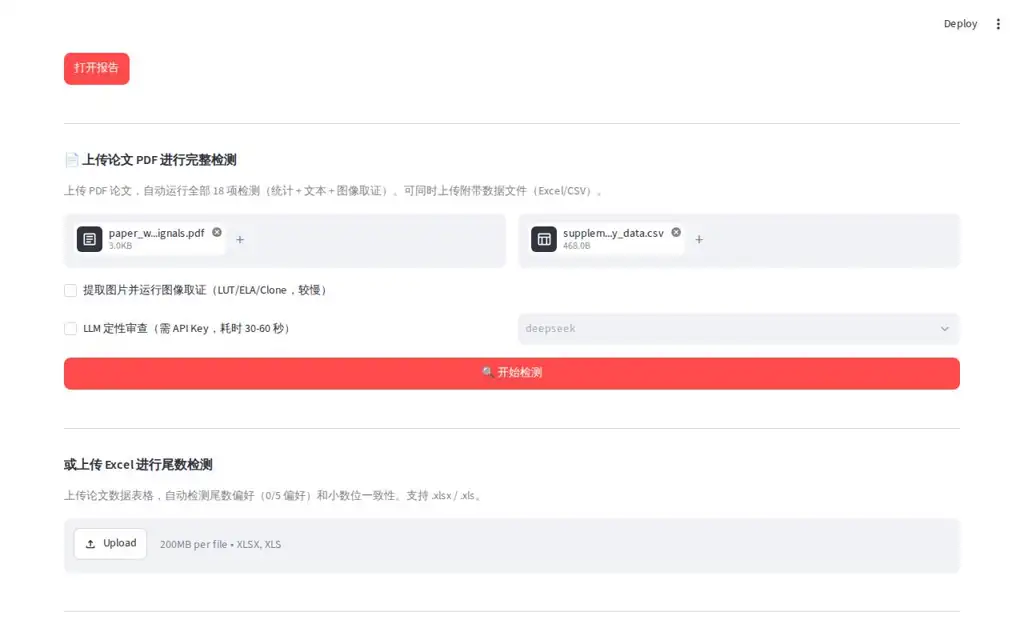 Deploy
打开报告
📄 上传论文 PDF 进行完整检测
上传 PDF 论文，自动运行全部 18 项检测（统计 + 文本 + 图像取证）。可同时上传附带数据文件（Excel/CSV）。
paper_w...ignals.pdf
3.0KB
supplem...y_data.csv
468.0B
提取图片并运行图像取证（LUT/ELA/Clone，较慢）
LLM 定性审查（需 API Key，耗时 30-60 秒）
deepseek
🔍 开始检测
或上传 Excel 进行尾数检测
上传论文数据表格，自动检测尾数偏好（0/5 偏好）和小数位一致性。支持 .xlsx / .xls。
Upload
200MB per file • XLSX, XLS